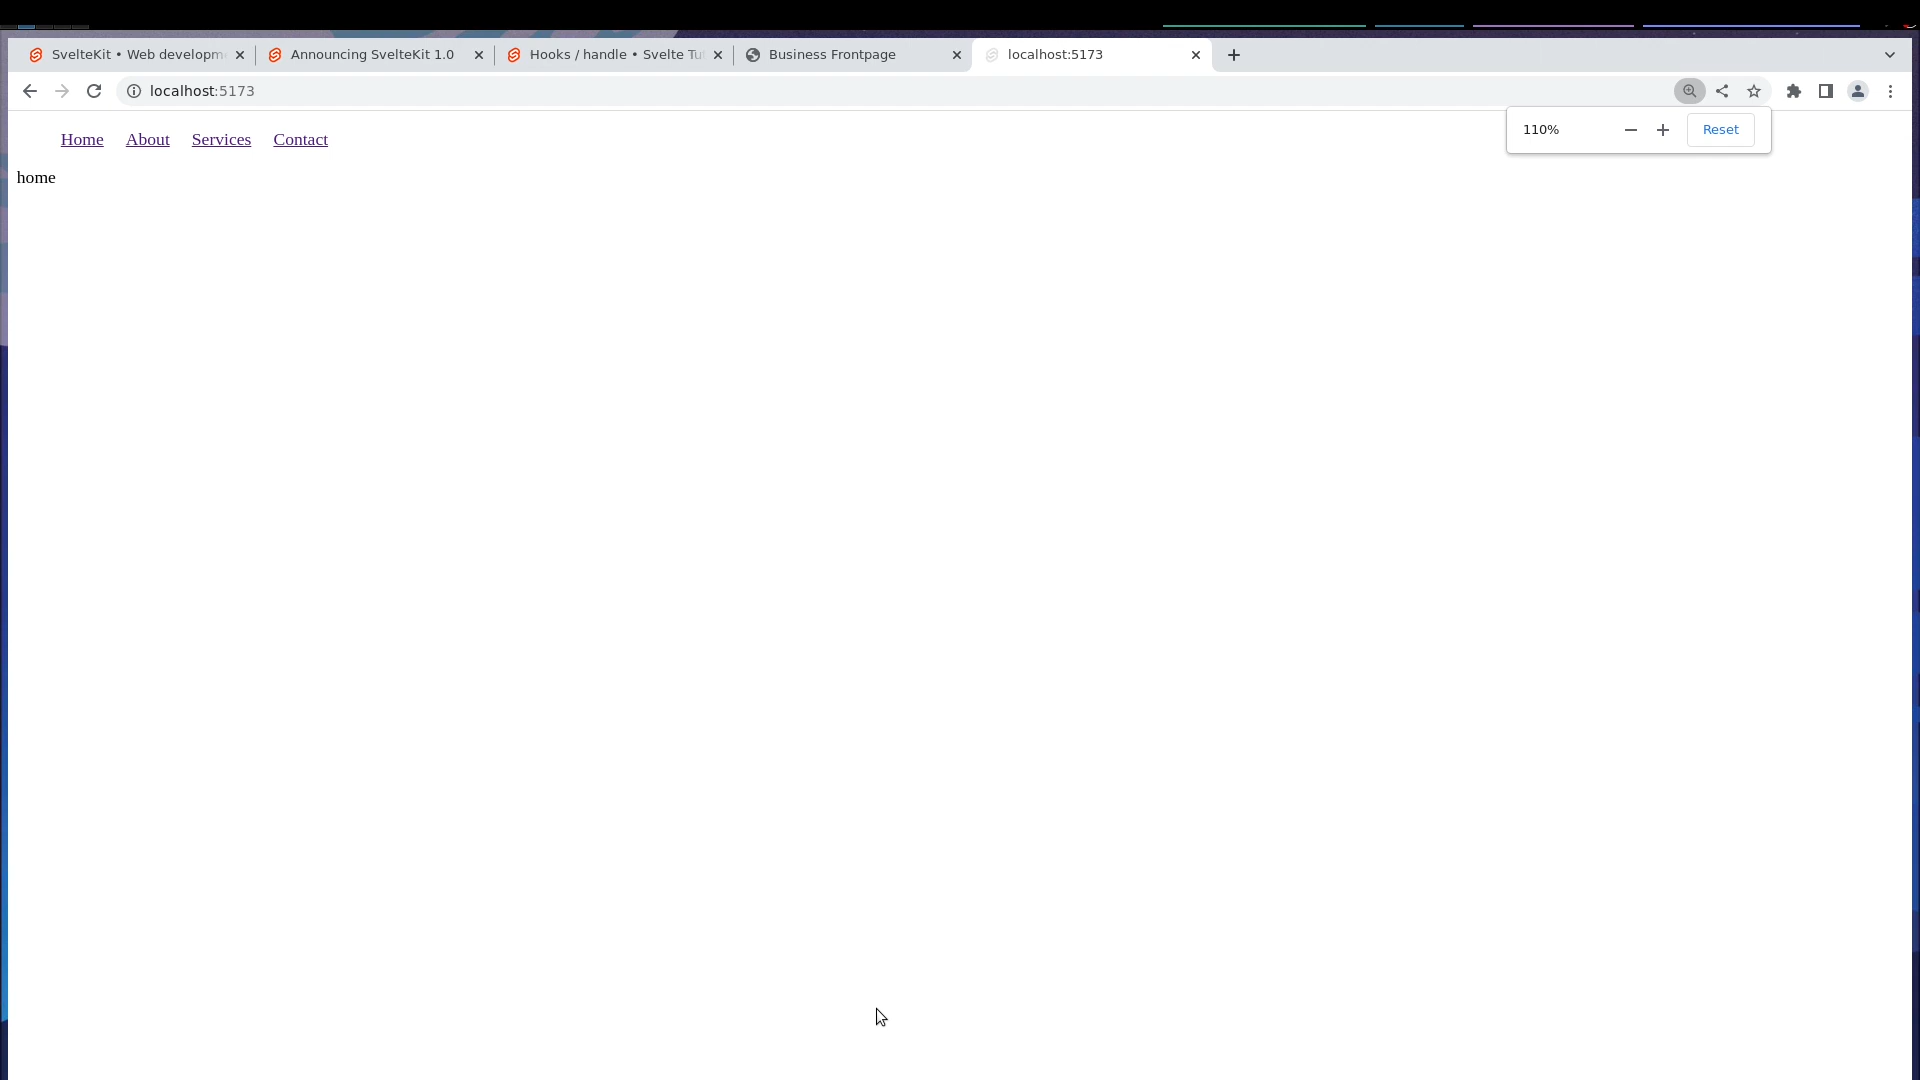 SvelteKit • Web developm
Announcing SvelteKit 1.0
Hooks / handle • Svelte Tut
Business Frontpage
localhost:5173
localhost:5173
Home About Services Contact
110%
Reset
home